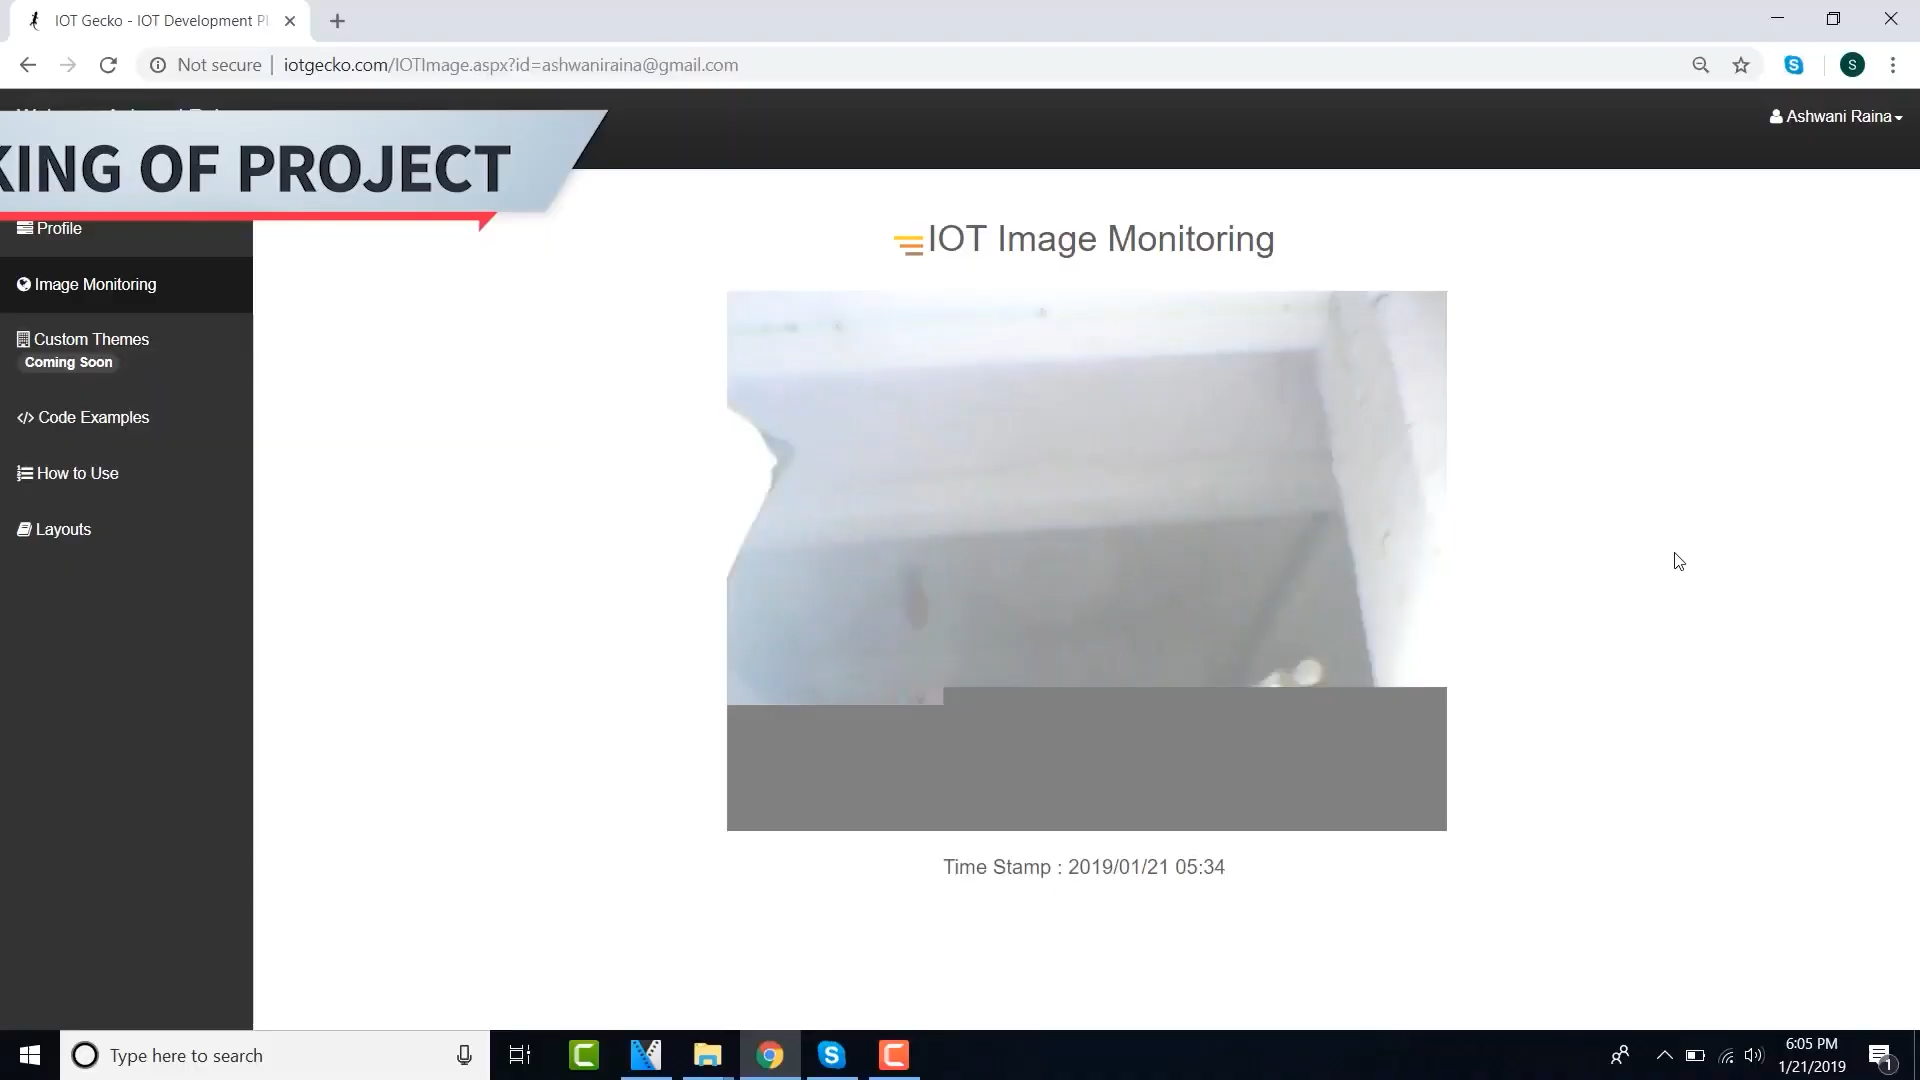 IOT Gecko - IOT Development Pl
Not secure
iotgecko.com/IOTImage.aspx?id=ashwaniraina@gmail.com
S
S
Ashwani Raina
KING OF PROJECT
Profile
IOT Image Monitoring
Image Monitoring
Custom Themes
Coming Soon
</> Code Examples
How to Use
Layouts
Time Stamp : 2019/01/21 05:34
Type here to search
6:05 PM
1/21/2019
1